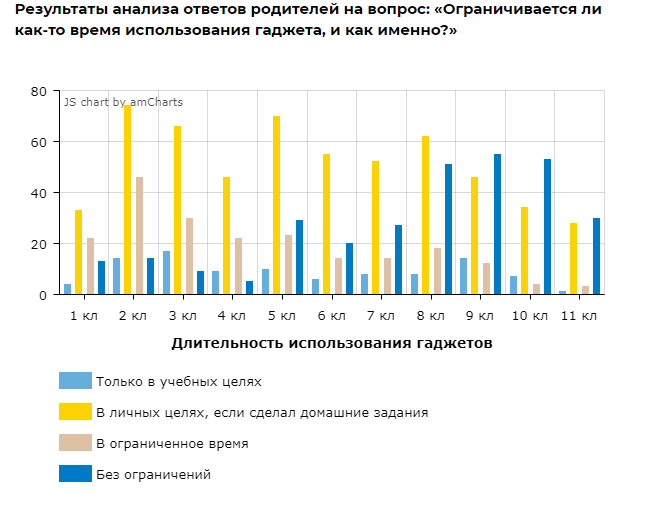 Результаты анализа ответов родителей на вопрос: «Ограничивается ли
как-то время использования гаджета, и как именно?»
JS chart by amCharts
80
60
40
20
0
1 кл 2 кл 3 кл 4 кл 5 кл 6 кл 7 кл 8 кл 9 кл 10 кл 11 кл
Длительность использования гаджетов
Только в учебных целях
В личных целях, если сделал домашние задания
В ограниченное время
Без ограничений